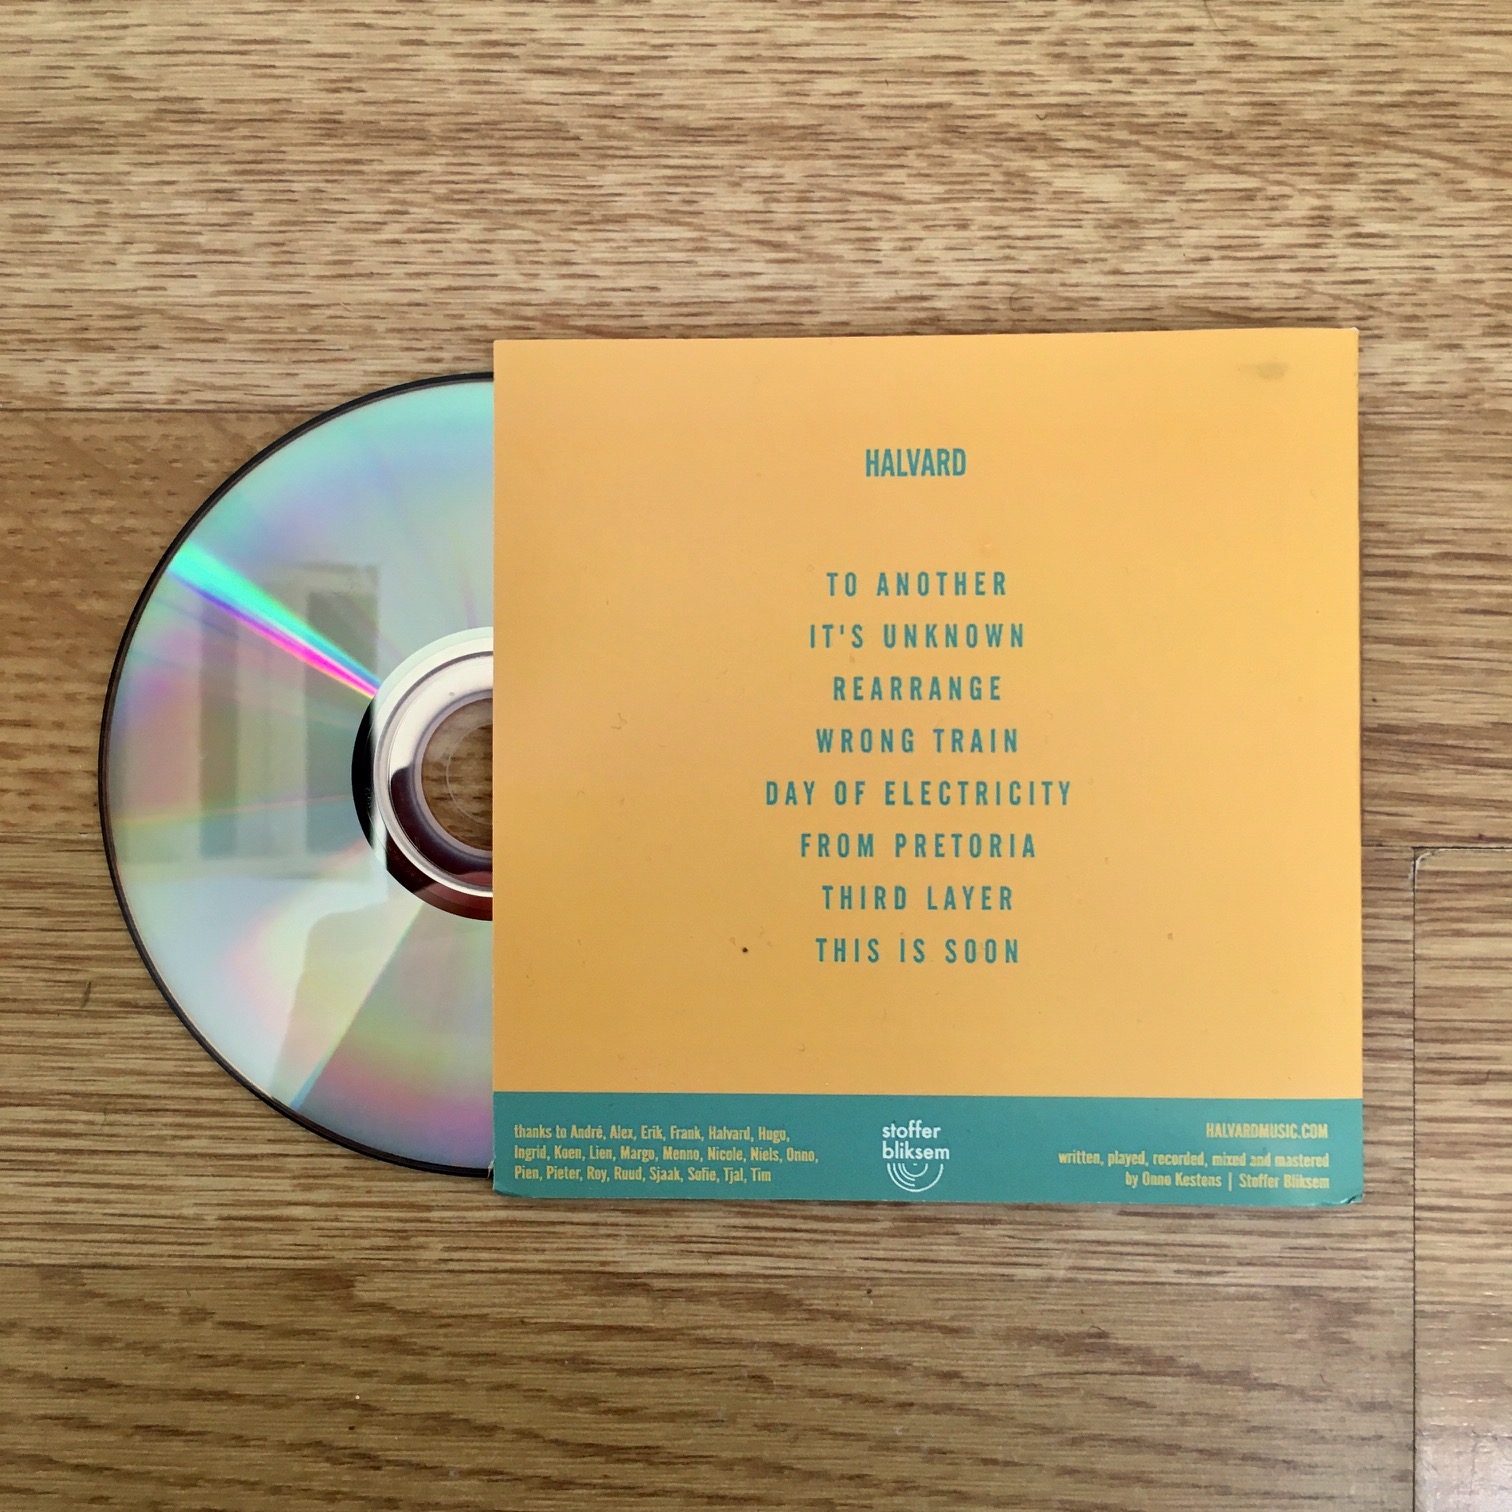 HALVARD
TO ANOTHER
IT'S UNKNOWN
REARRANGE
WRONG TRAIN
DAY OF ELECTRICITY
FROM PRETORIA
THIRD LAYER
THIS IS SOON
thanks to André, Alex, Erik, Frank, Halvard, Hugo,
Ingrid, Koen, Lien, Margo, Menno, Nicole, Niels, Onno,
Pien, Pieter, Roy, Ruud, Sjaak, Sofie, Tjal, Tim
stoffer
bliksem
HALVARDMUSIC.COM
written, played, recorded, mixed and mastered
by Onno Kestens | Stoffer Bliksem